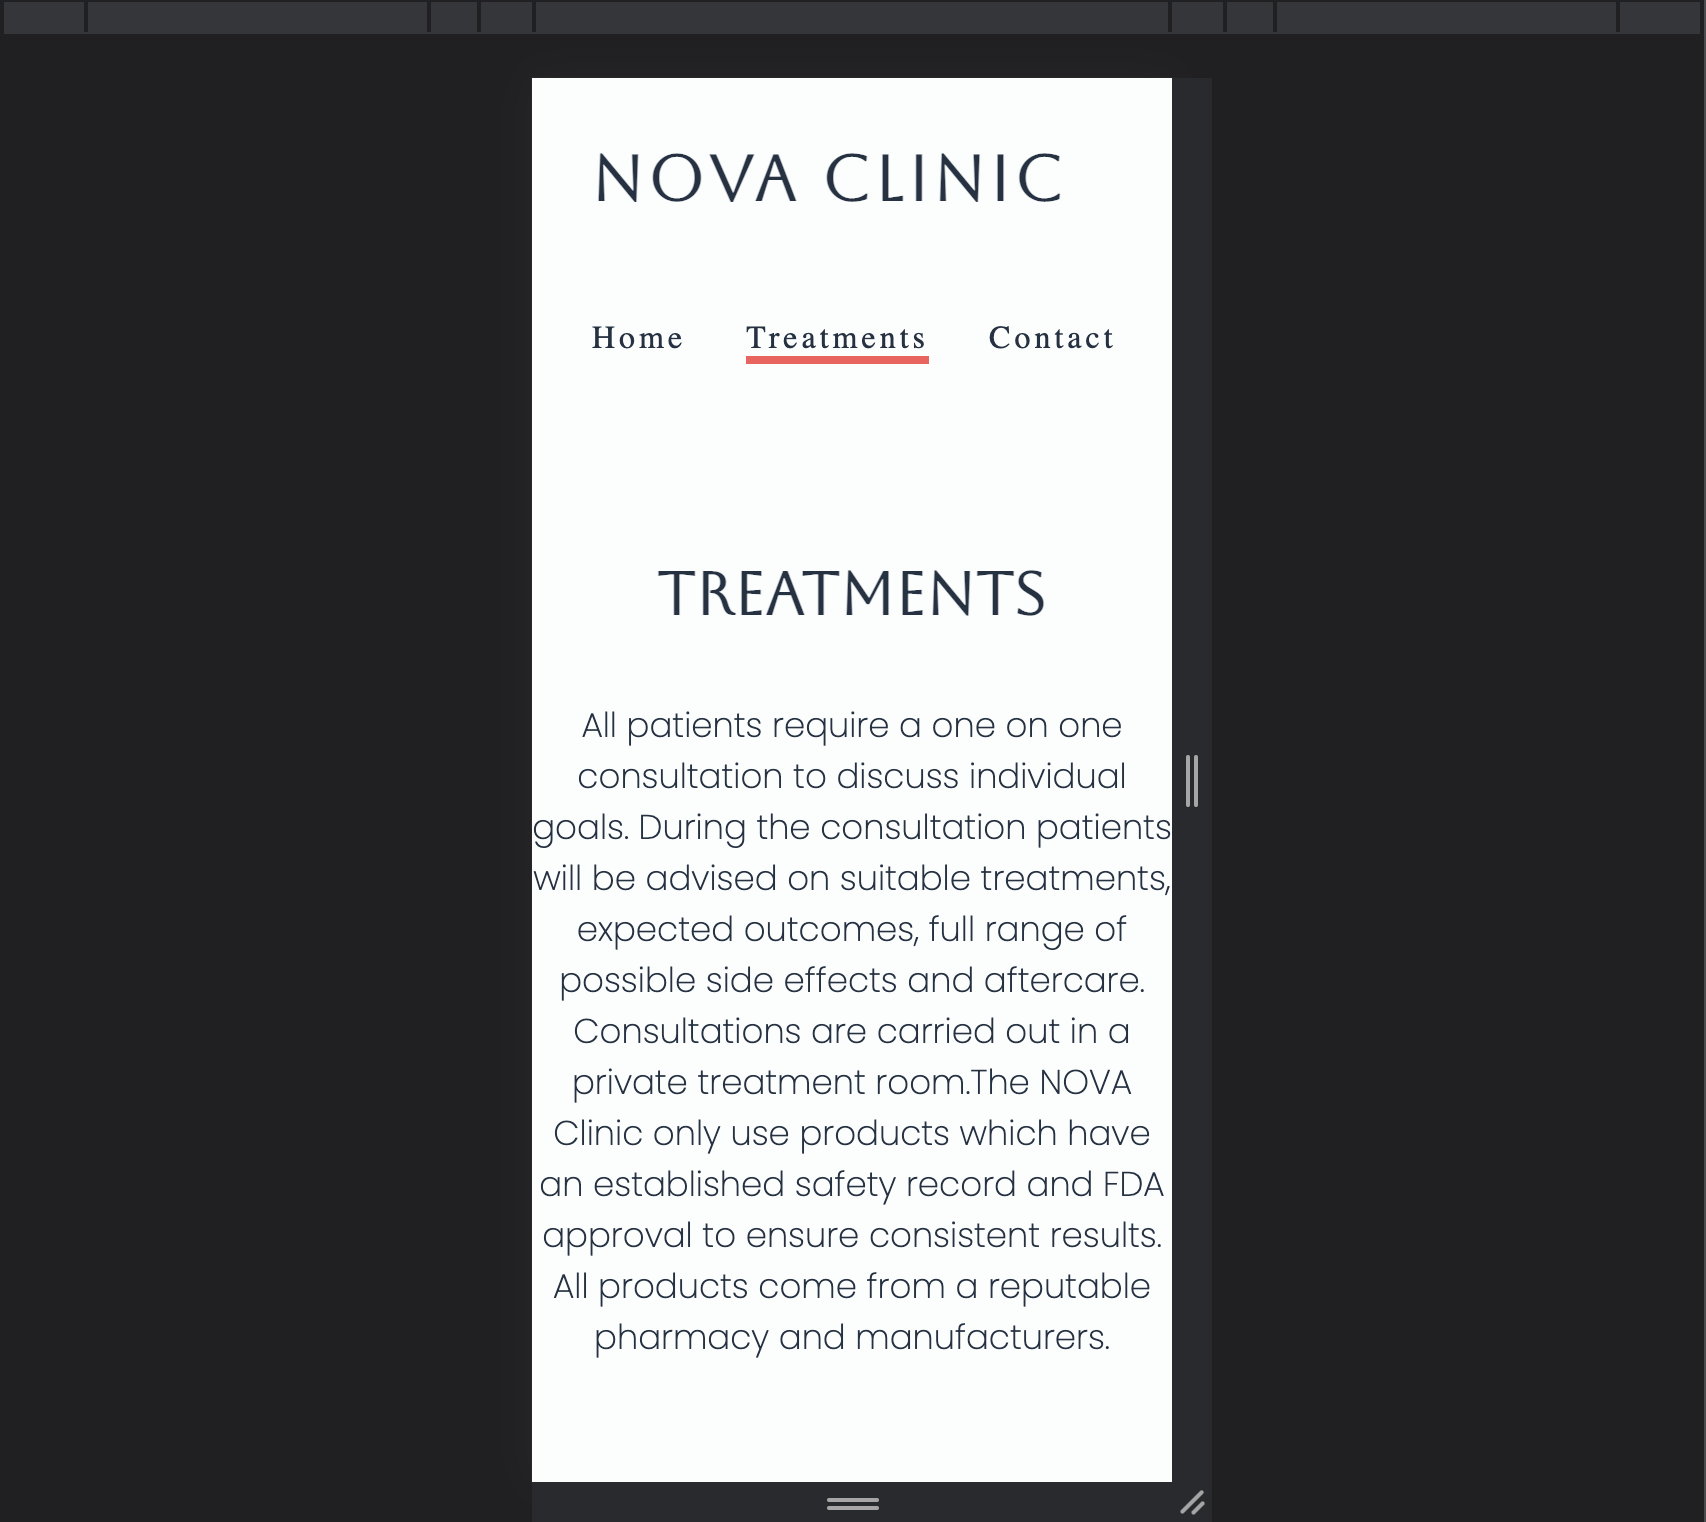 NOVA CLINIC
Home Treatments Contact
TREATMENTS
All patients require a one on one
consultation to discuss individual
goals. During the consultation patients
will be advised on suitable treatments,
expected outcomes, full range of
possible side effects and aftercare.
Consultations are carried out in a
private treatment room.The NOVA
Clinic only use products which have
an established safety record and FDA
approval to ensure consistent results.
All products come from a reputable
pharmacy and manufacturers.